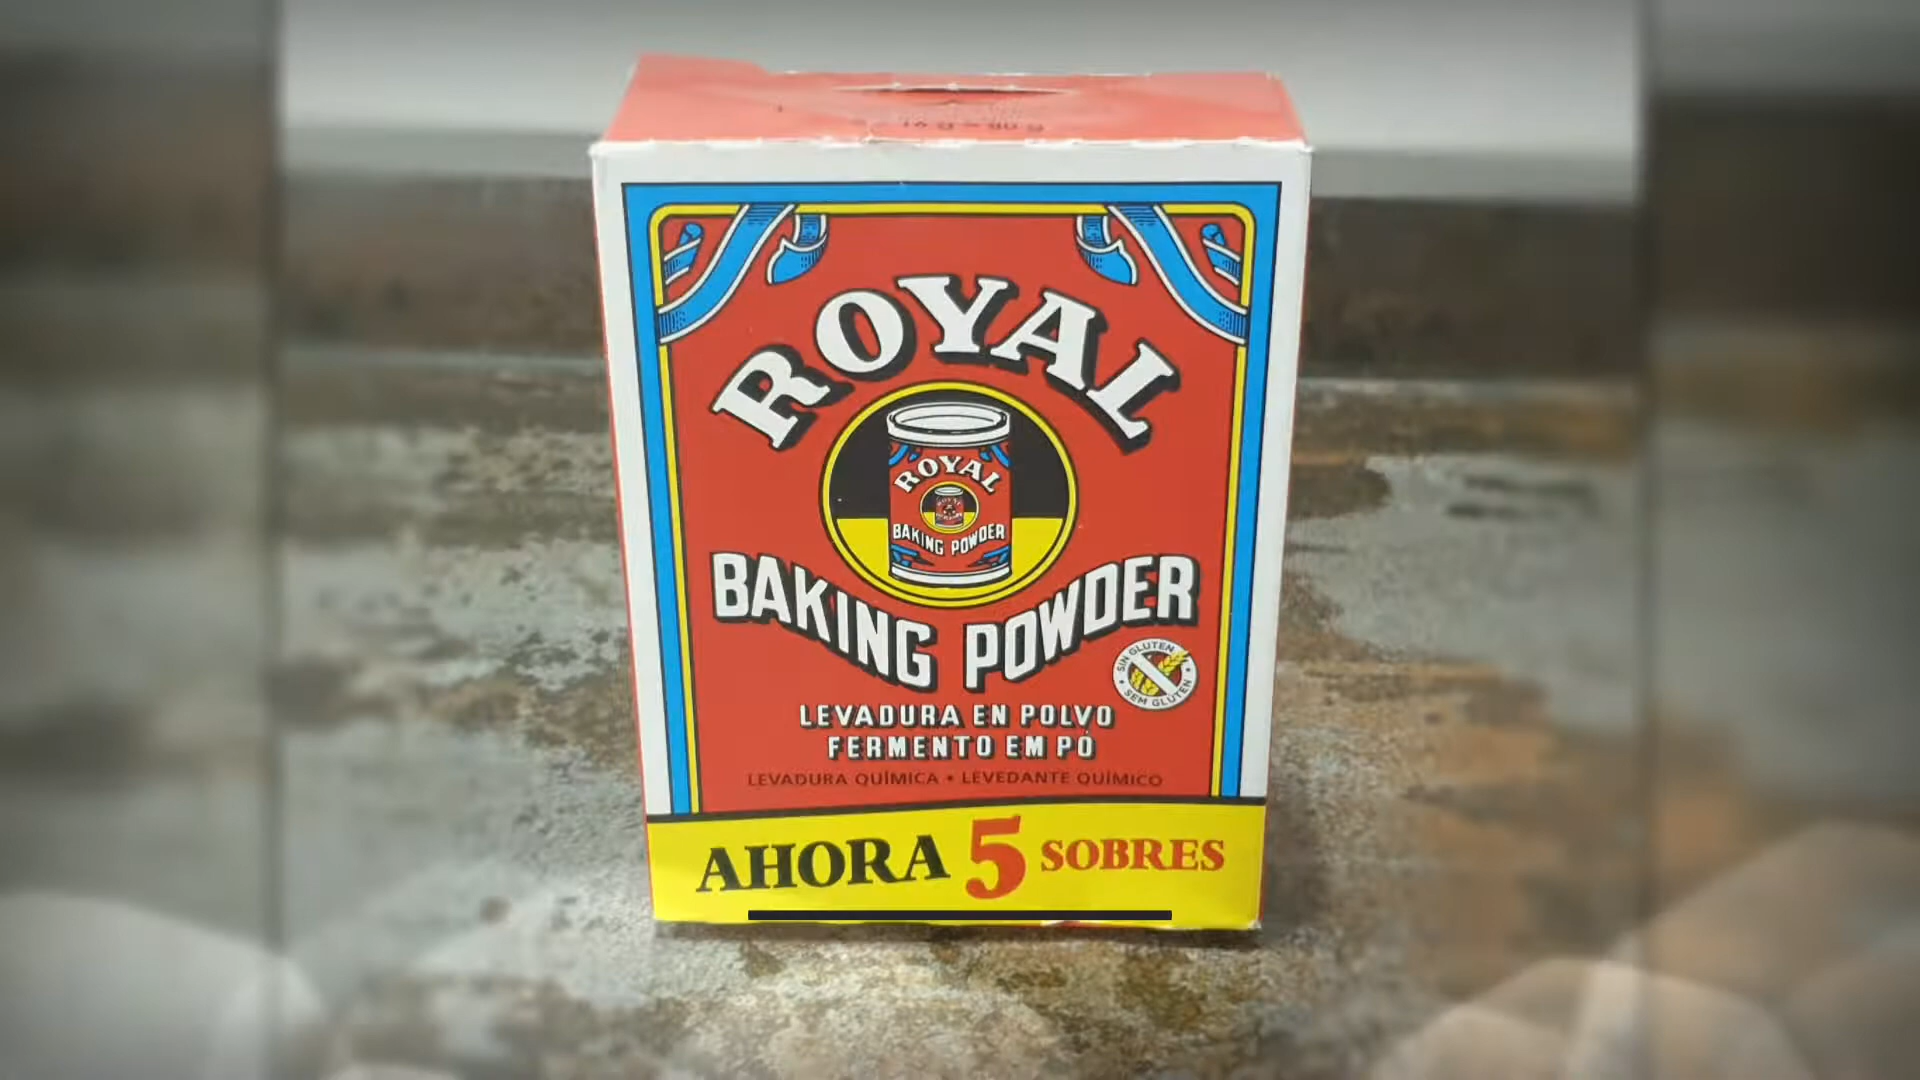 ROYAL
ROYAL
BAKING POWDER
BAKING POWDER
SIN GLUTEN
SEM GLUTEN
LEVADURA EN POLVO
FERMENTO EM PÓ
LEVADURA QUÍMICA • LEVEDANTE QUÍMICO
AHORA 5 SOBRES